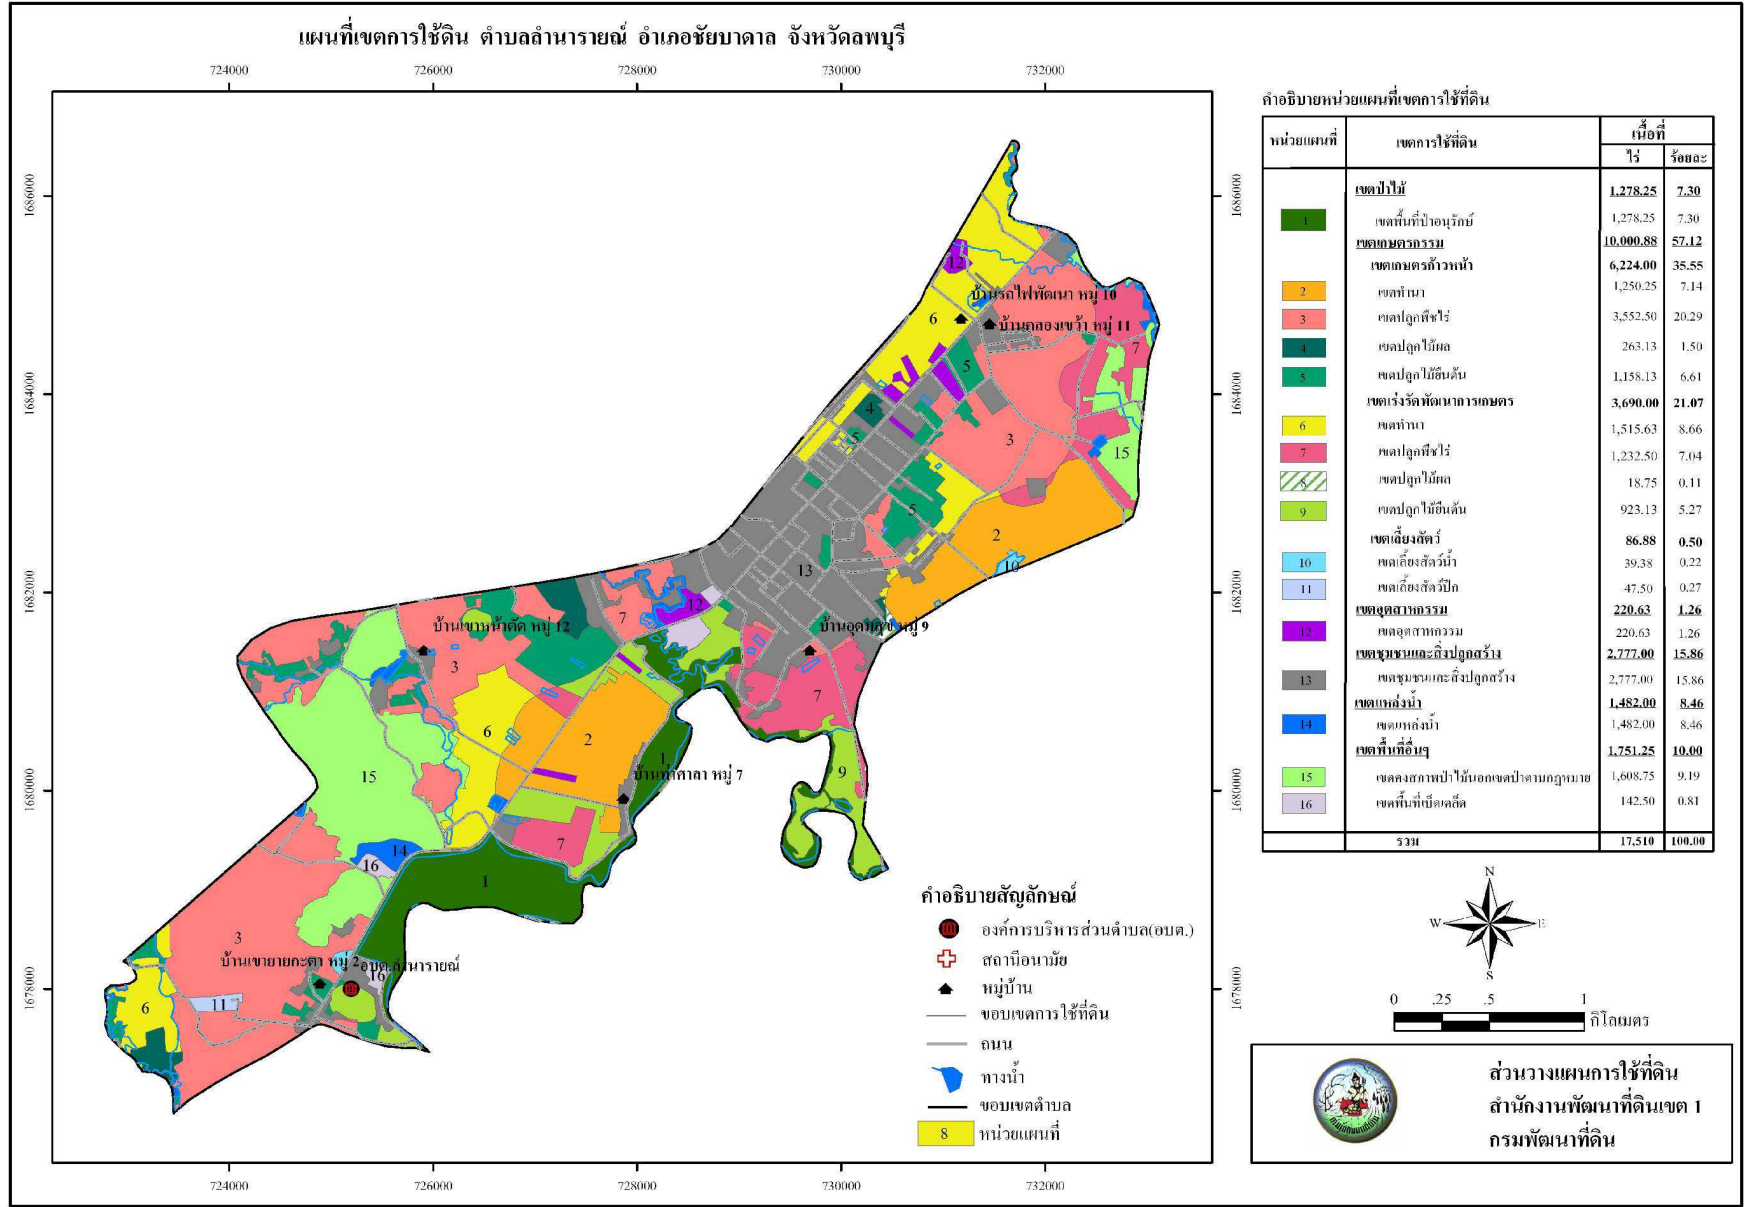 แผนที่เขตการใช้ดิน ตำบลลำนารายณ์ อำเภอชัยบาดาล จังหวัดลพบุรี
724000 726000 728000 730000 732000
1686000 1686000
1684000 1684000
1682000 1682000
1680000 1680000
1678000 1678000
12
บ้านรถไฟพัฒนา หมู่ 10
6
บ้านคลองเขว้า หมู่ 11
7
5
4
5
3
15
5
2
10
13
12
7
บ้านเขาหน้าตัด หมู่ 12
บ้านอุดมสุข หมู่ 9
3
7
6
2
1
15
บ้านท่าศาลา หมู่ 7
9
7
14
16
1
3
บ้านเขายายกะตา หมู่ 2
อบต.ลำนารายณ์
16
6
11
724000 726000 728000 730000 732000
คำอธิบายสัญลักษณ์
องค์การบริหารส่วนตำบล(อบต.)
สถานีอนามัย
หมู่บ้าน
ขอบเขตการใช้ที่ดิน
ถนน
ทางน้ำ
ขอบเขตตำบล
8 หน่วยแผนที่
คำอธิบายหน่วยแผนที่เขตการใช้ที่ดิน
หน่วยแผนที่ เขตการใช้ที่ดิน เนื้อที่
ไร่ ร้อยละ
เขตป่าไม้ 1,278.25 7.30
1 เขตพื้นที่ป่าอนุรักษ์ 1,278.25 7.30
เขตเกษตรกรรม 10,000.88 57.12
เขตเกษตรก้าวหน้า 6,224.00 35.55
2 เขตทำนา 1,250.25 7.14
3 เขตปลูกพืชไร่ 3,552.50 20.29
4 เขตปลูกไม้ผล 263.13 1.50
5 เขตปลูกไม้ยืนต้น 1,158.13 6.61
เขตเร่งรัดพัฒนาการเกษตร 3,690.00 21.07
6 เขตทำนา 1,515.63 8.66
7 เขตปลูกพืชไร่ 1,232.50 7.04
8 เขตปลูกไม้ผล 18.75 0.11
9 เขตปลูกไม้ยืนต้น 923.13 5.27
เขตเลี้ยงสัตว์ 86.88 0.50
10 เขตเลี้ยงสัตว์น้ำ 39.38 0.22
11 เขตเลี้ยงสัตว์ปีก 47.50 0.27
เขตอุตสาหกรรม 220.63 1.26
12 เขตอุตสาหกรรม 220.63 1.26
เขตชุมชนและสิ่งปลูกสร้าง 2,777.00 15.86
13 เขตชุมชนและสิ่งปลูกสร้าง 2,777.00 15.86
เขตแหล่งน้ำ 1,482.00 8.46
14 เขตแหล่งน้ำ 1,482.00 8.46
เขตพื้นที่อื่นๆ 1,751.25 10.00
15 เขตคงสภาพป่าไม้นอกเขตป่าตามกฎหมาย 1,608.75 9.19
16 เขตพื้นที่เบ็ดเตล็ด 142.50 0.81
รวม 17,510 100.00
N
W E
S
0 .25 .5 1
กิโลเมตร
ส่วนวางแผนการใช้ที่ดิน
สำนักงานพัฒนาที่ดินเขต 1
กรมพัฒนาที่ดิน